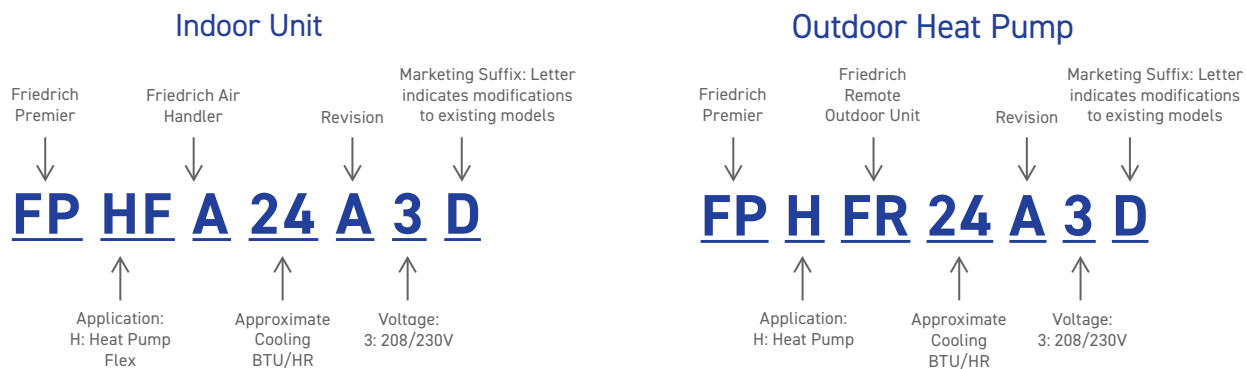 Indoor Unit
Friedrich
Premier
Friedrich Air
Handler
Revision
Marketing Suffix: Letter
indicates modifications
to existing models
FP HF A 24 A 3 D
Application:
H: Heat Pump
Flex
Approximate
Cooling
BTU/HR
Voltage:
3: 208/230V
Outdoor Heat Pump
Friedrich
Premier
Friedrich
Remote
Outdoor Unit
Revision
Marketing Suffix: Letter
indicates modifications
to existing models
FP H FR 24 A 3 D
Application:
H: Heat Pump
Approximate
Cooling
BTU/HR
Voltage:
3: 208/230V